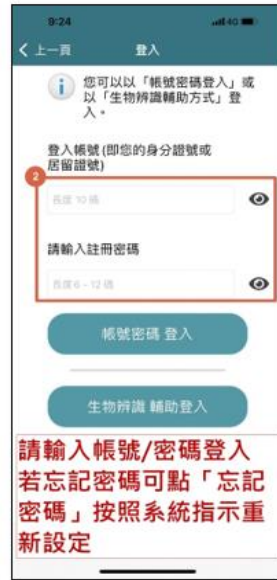 9:24
4G
上一頁
登入
您可以以「帳號密碼登入」或
以「生物辨識輔助方式」登
入。
登入帳號(即您的身分證號或
居留證號)
2
長度 10 碼
請輸入註冊密碼
長度 6 - 12 碼
帳號密碼 登入
生物辨識 輔助登入
請輸入帳號/密碼登入
若忘記密碼可點「忘記
密碼」按照系統指示重
新設定